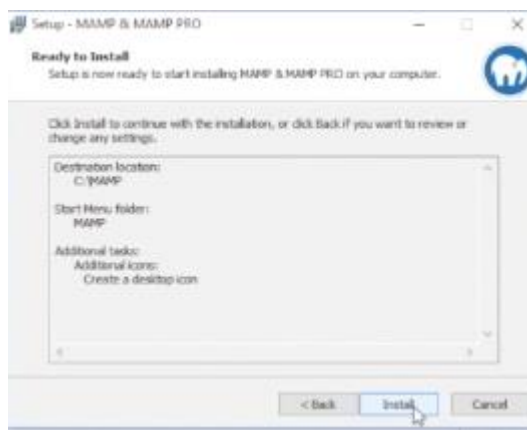 Setup - MAMP & MAMP PRO
Ready to Install
Setup is now ready to start installing MAMP & MAMP PRO on your computer.
Click Install to continue with the installation, or click Back if you want to review or
change any settings.
Destination location:
C:\MAMP
Start Menu folder:
MAMP
Additional tasks:
Additional icons:
Create a desktop icon
< Back
Install
Cancel